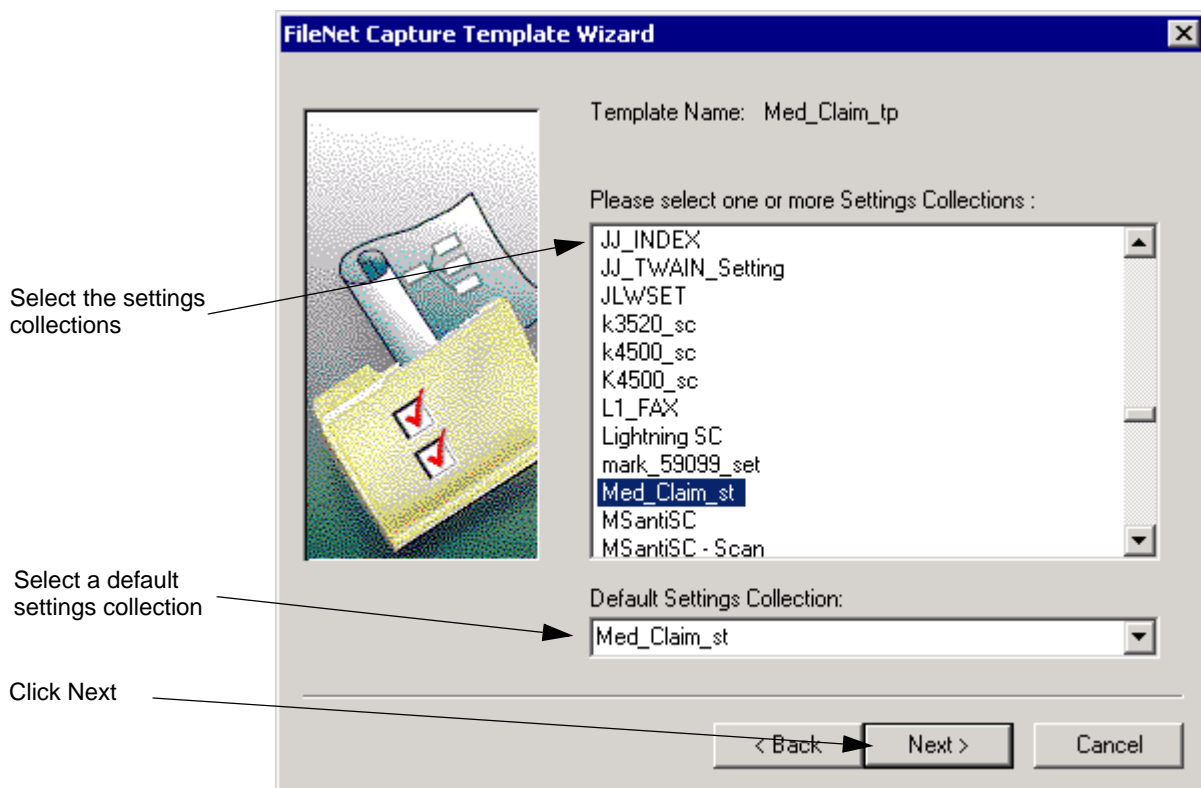 FileNet Capture Template Wizard
Template Name: Med_Claim_tp
Please select one or more Settings Collections :
JJ_INDEX
JJ_TWAIN_Setting
JLWSET
k3520_sc
k4500_sc
K4500_sc
L1_FAX
Lightning SC
mark_59099_set
Med_Claim_st
MSantiSC
MSantiSC - Scan
Select the settings
collections
Select a default
settings collection
Default Settings Collection:
Med_Claim_st
Click Next
< Back
Next >
Cancel